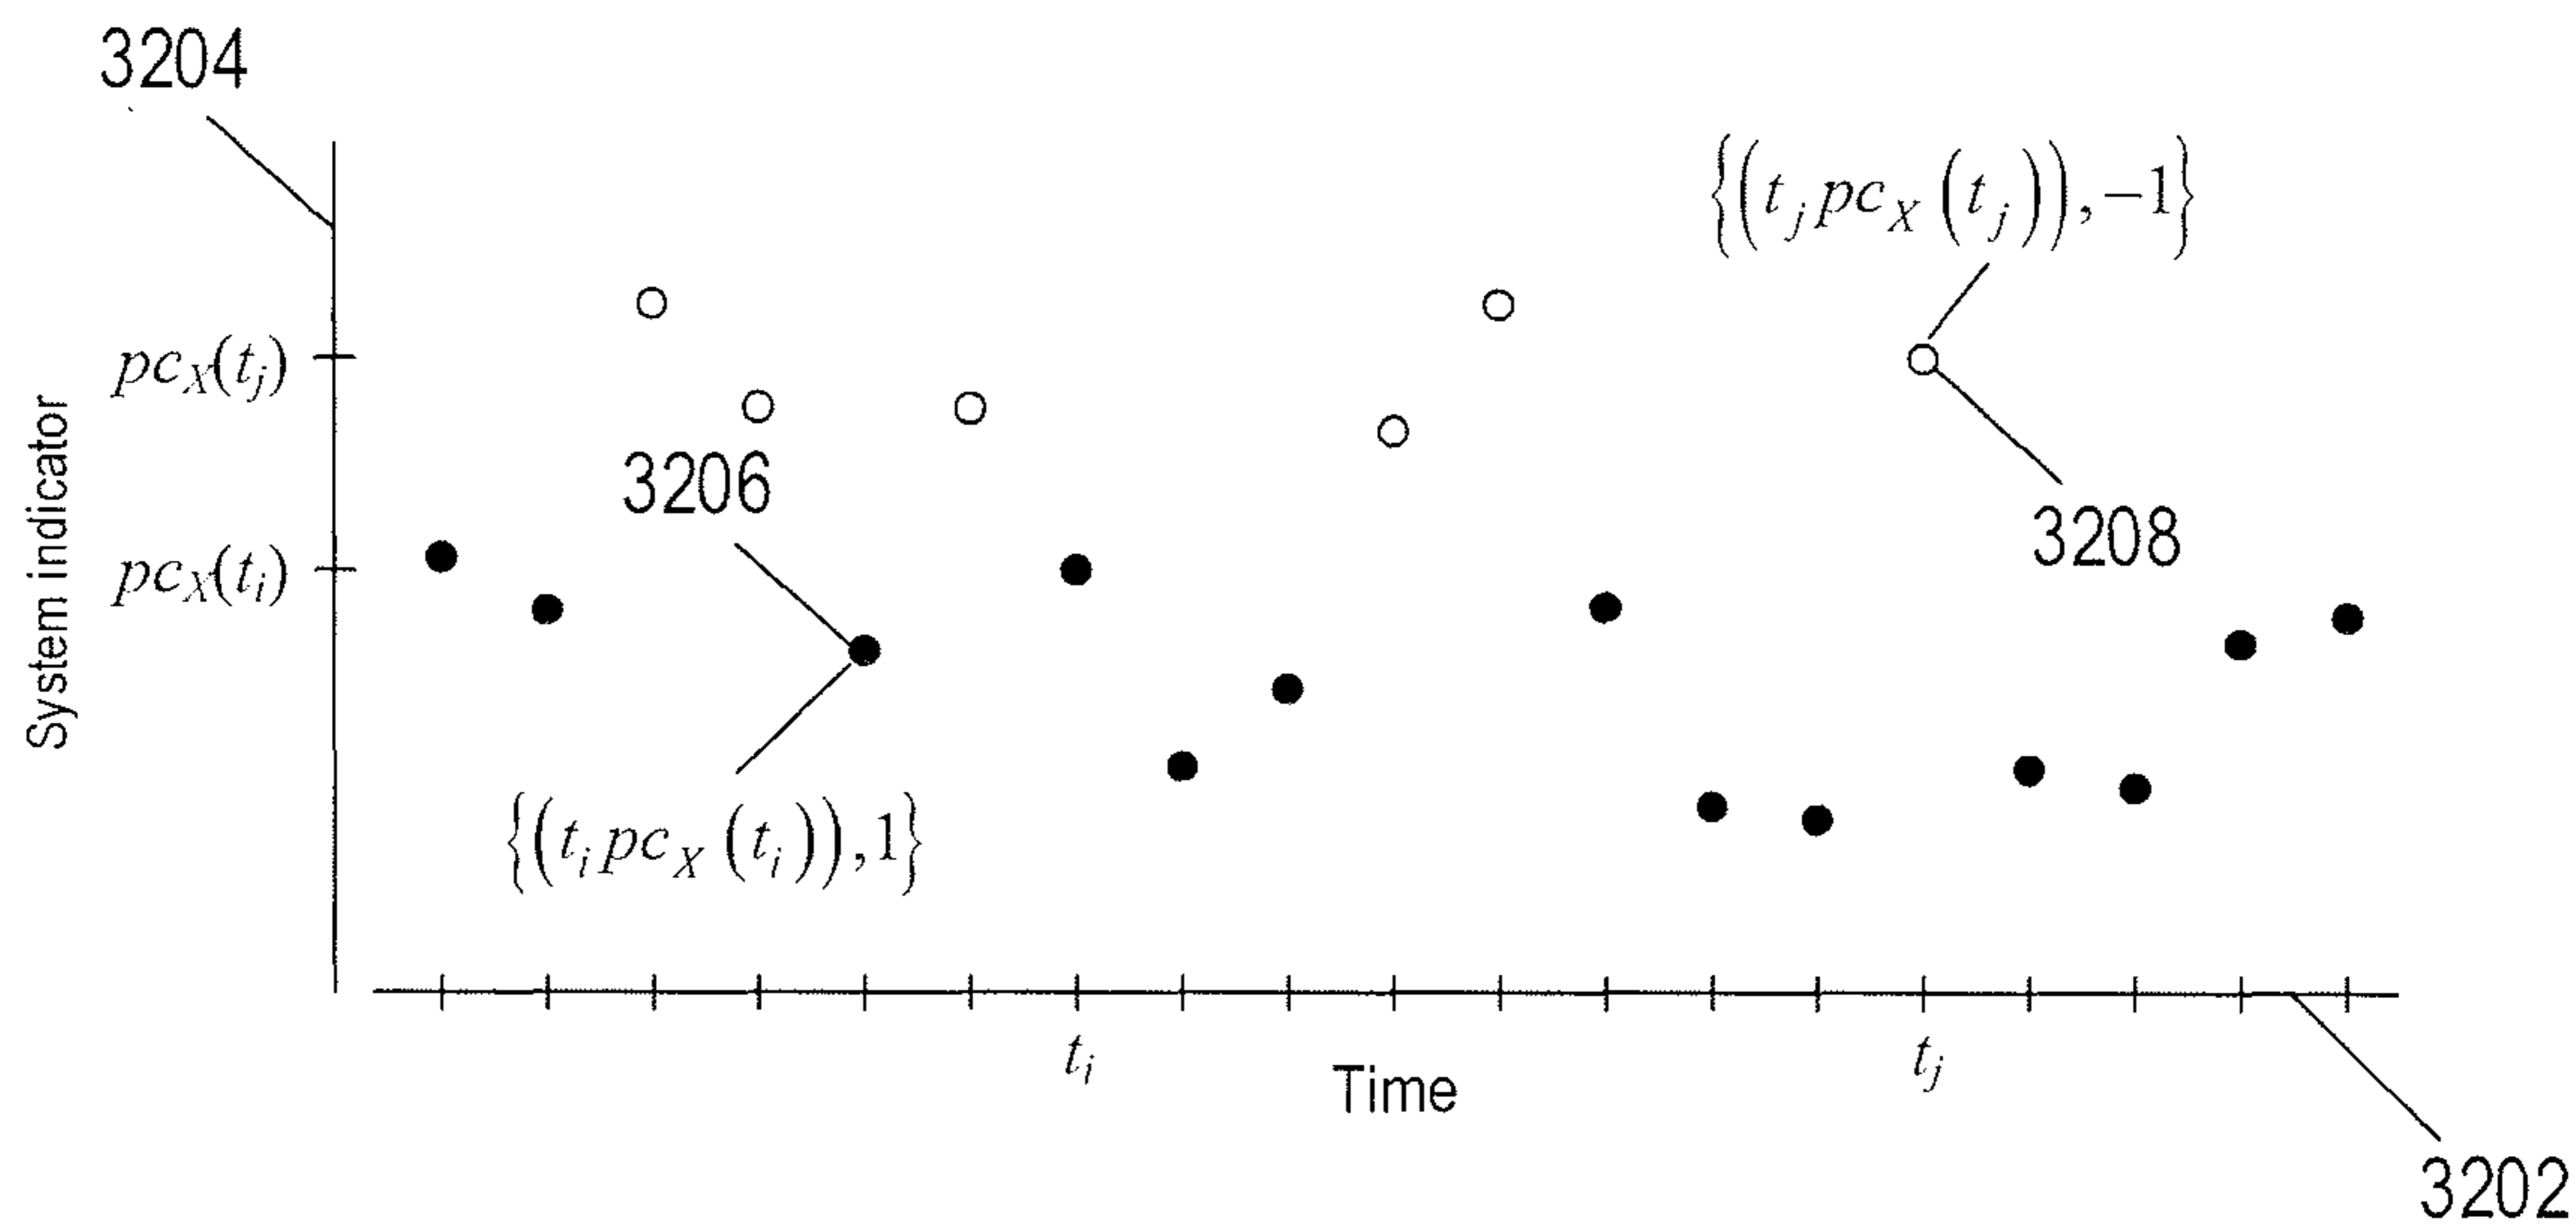 3204
{(t_j pc_X (t_j)), −1}
pc_X(t_j)
3206
3208
pc_X(t_i)
System indicator
{(t_i pc_X (t_i)), 1}
t_i
t_j
Time
3202